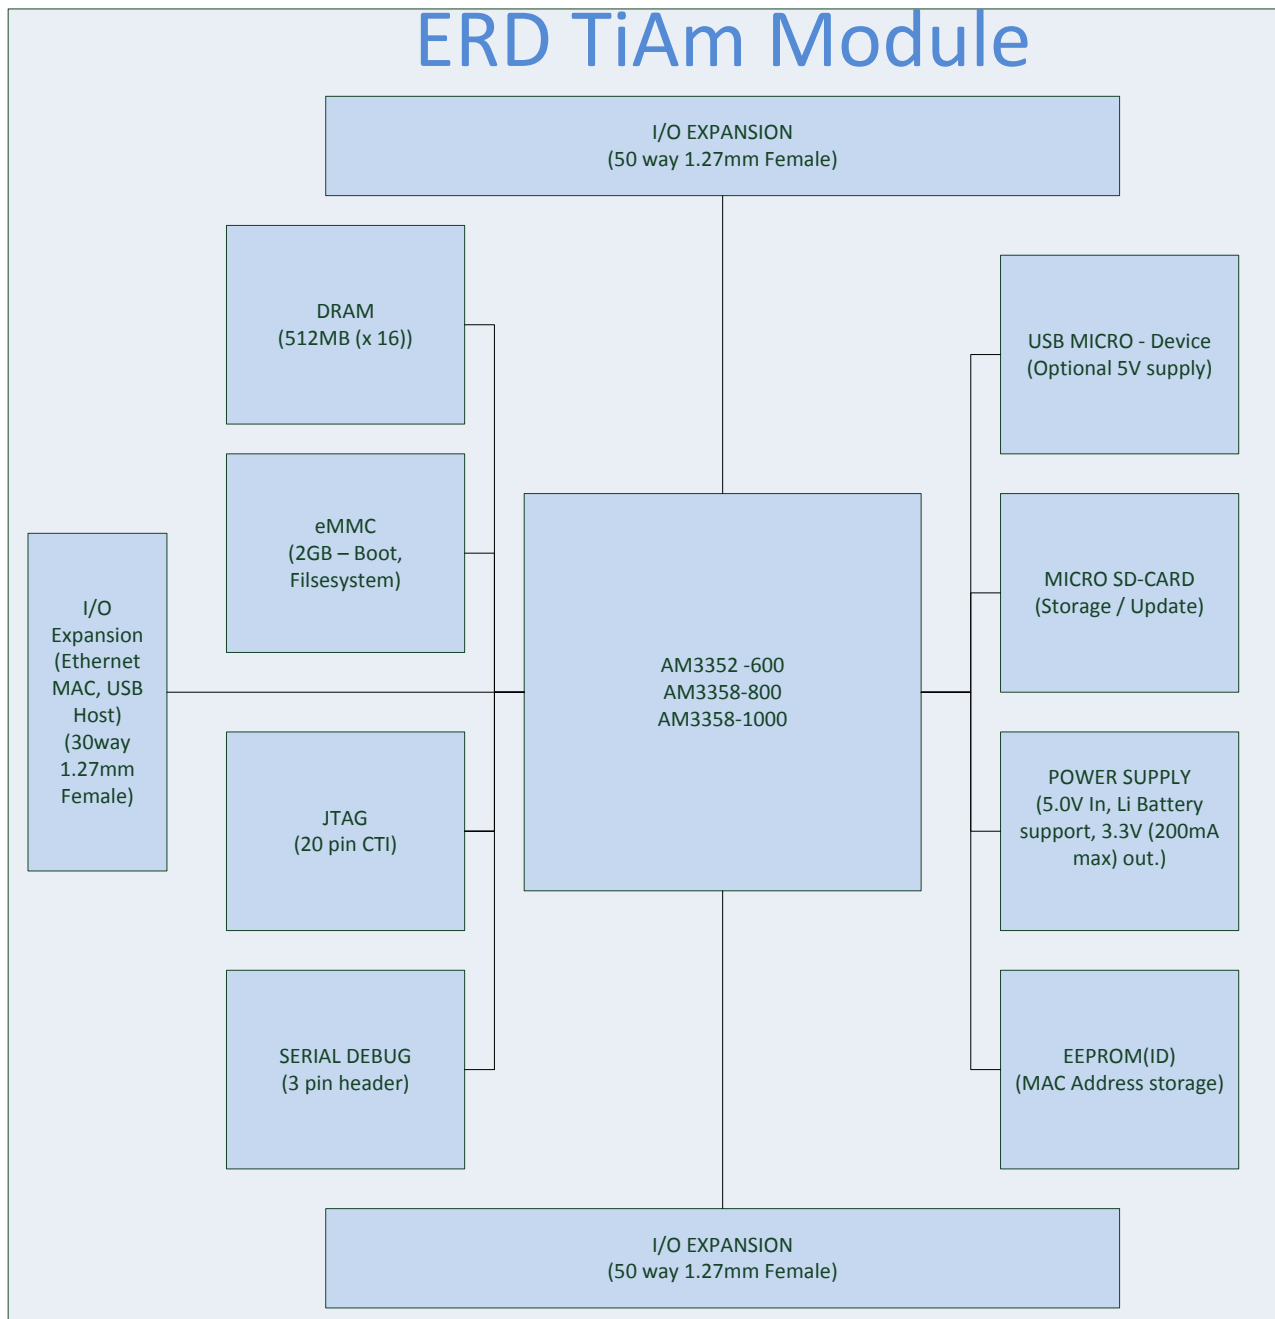 ERD TiAm Module
I/O EXPANSION
(50 way 1.27mm Female)
DRAM
(512MB (x 16))
USB MICRO - Device
(Optional 5V supply)
eMMC
(2GB – Boot,
Filsesystem)
MICRO SD-CARD
(Storage / Update)
I/O
Expansion
(Ethernet
MAC, USB
Host)
(30way
1.27mm
Female)
AM3352 -600
AM3358-800
AM3358-1000
JTAG
(20 pin CTI)
POWER SUPPLY
(5.0V In, Li Battery
support, 3.3V (200mA
max) out.)
SERIAL DEBUG
(3 pin header)
EEPROM(ID)
(MAC Address storage)
I/O EXPANSION
(50 way 1.27mm Female)